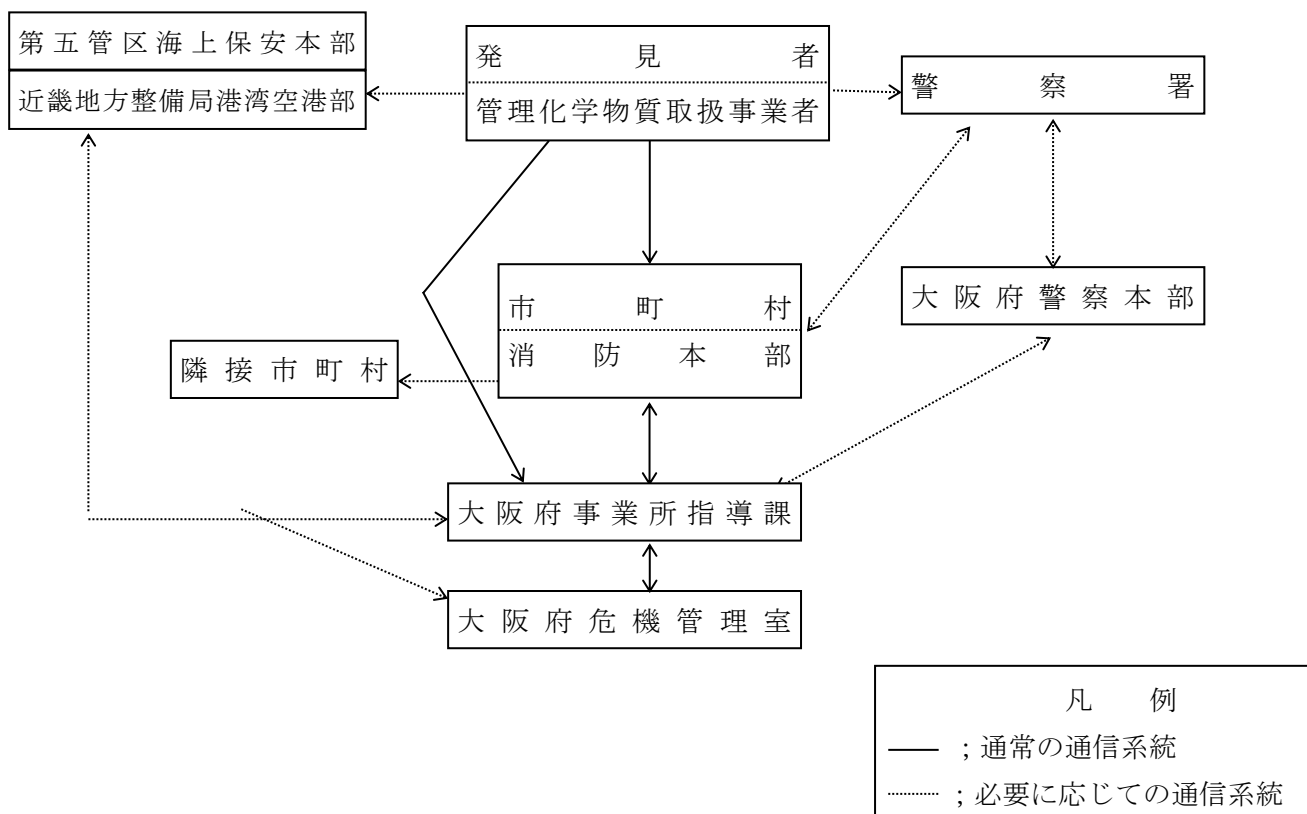 第五管区海上保安本部
近畿地方整備局港湾空港部
発見者
管理化学物質取扱事業者
警察署
大阪府警察本部
市町村
消防本部
隣接市町村
大阪府事業所指導課
大阪府危機管理室
凡例
；通常の通信系統
；必要に応じての通信系統